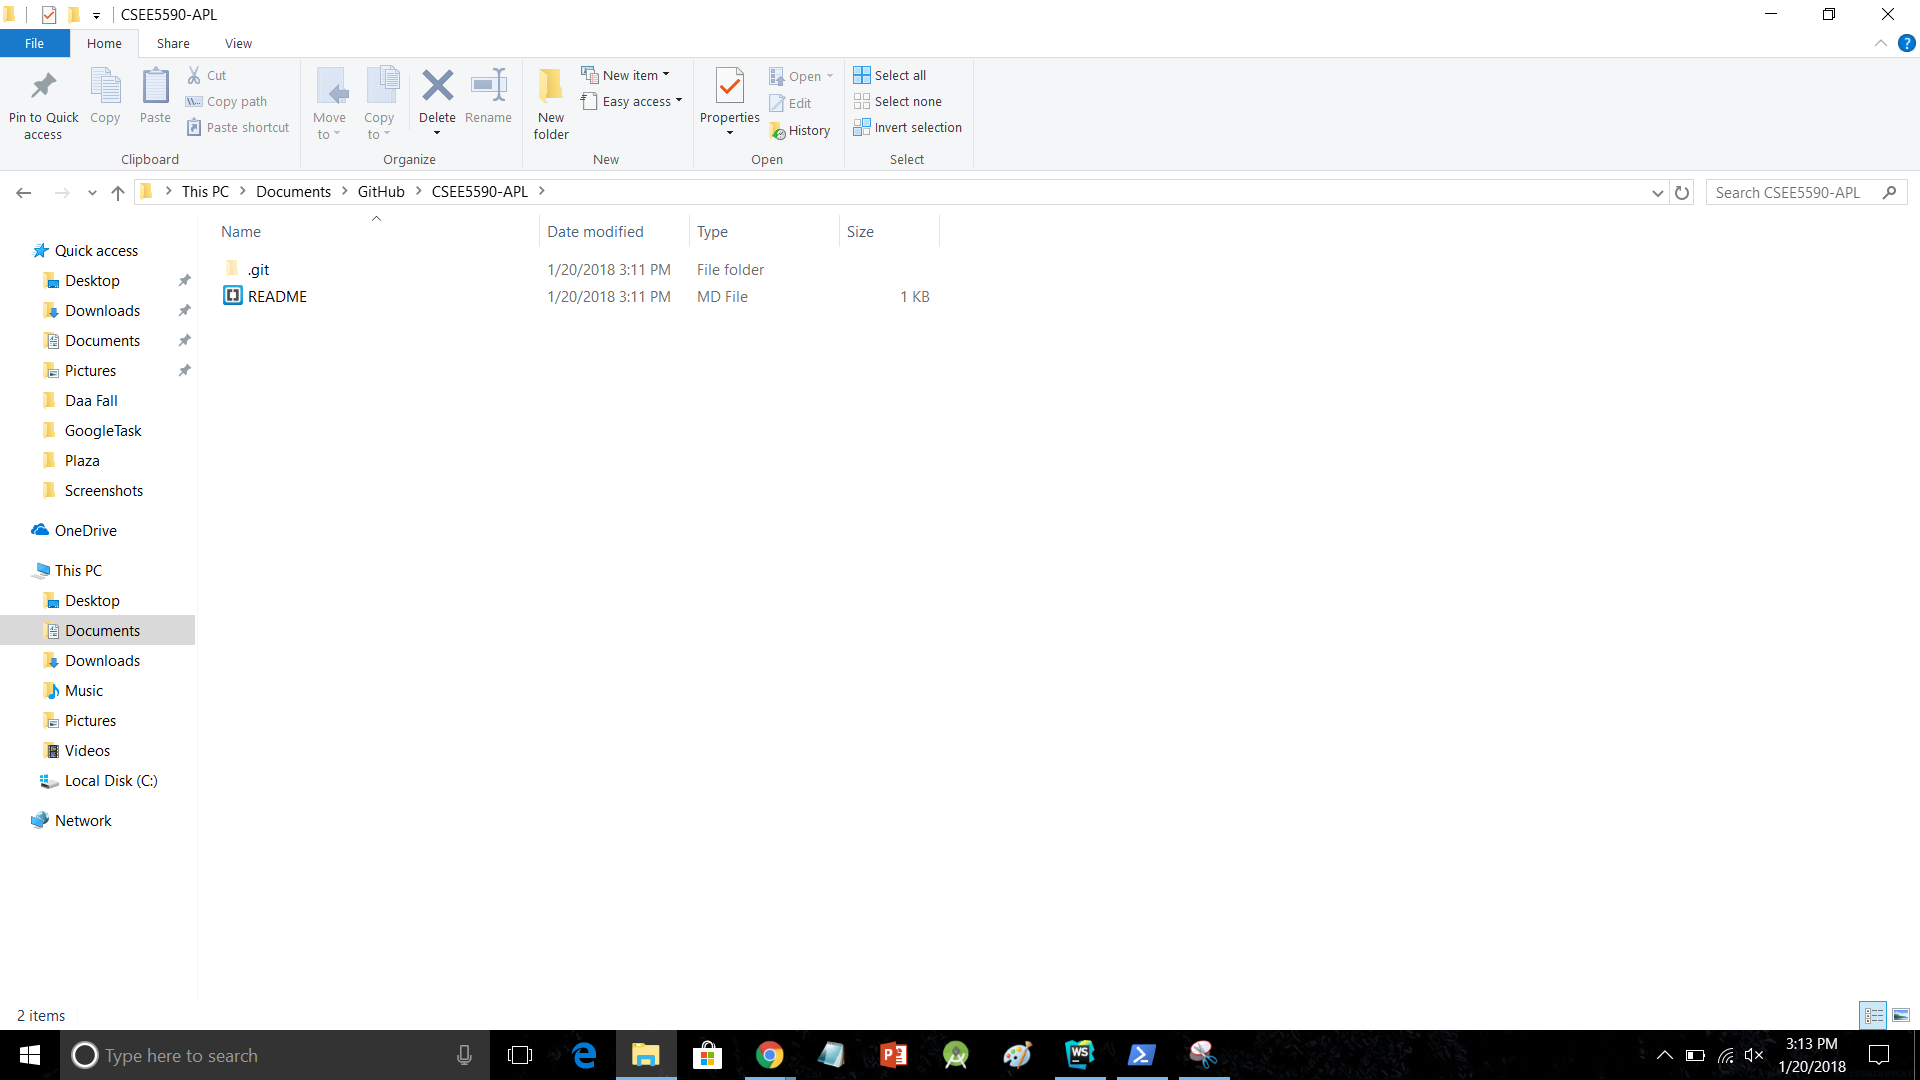 CSEE5590-APL
File Home Share View
Pin to Quick access
Copy
Paste
Cut
Copy path
Paste shortcut
Clipboard
Move to
Copy to
Delete
Rename
Organize
New folder
New item
Easy access
New
Properties
Open
Edit
History
Open
Select all
Select none
Invert selection
Select
This PC Documents GitHub CSEE5590-APL
Search CSEE5590-APL
Name Date modified Type Size
.git 1/20/2018 3:11 PM File folder
README 1/20/2018 3:11 PM MD File 1 KB
Quick access
Desktop
Downloads
Documents
Pictures
Daa Fall
GoogleTask
Plaza
Screenshots
OneDrive
This PC
Desktop
Documents
Downloads
Music
Pictures
Videos
Local Disk (C:)
Network
2 items
Type here to search
WS
3:13 PM
1/20/2018